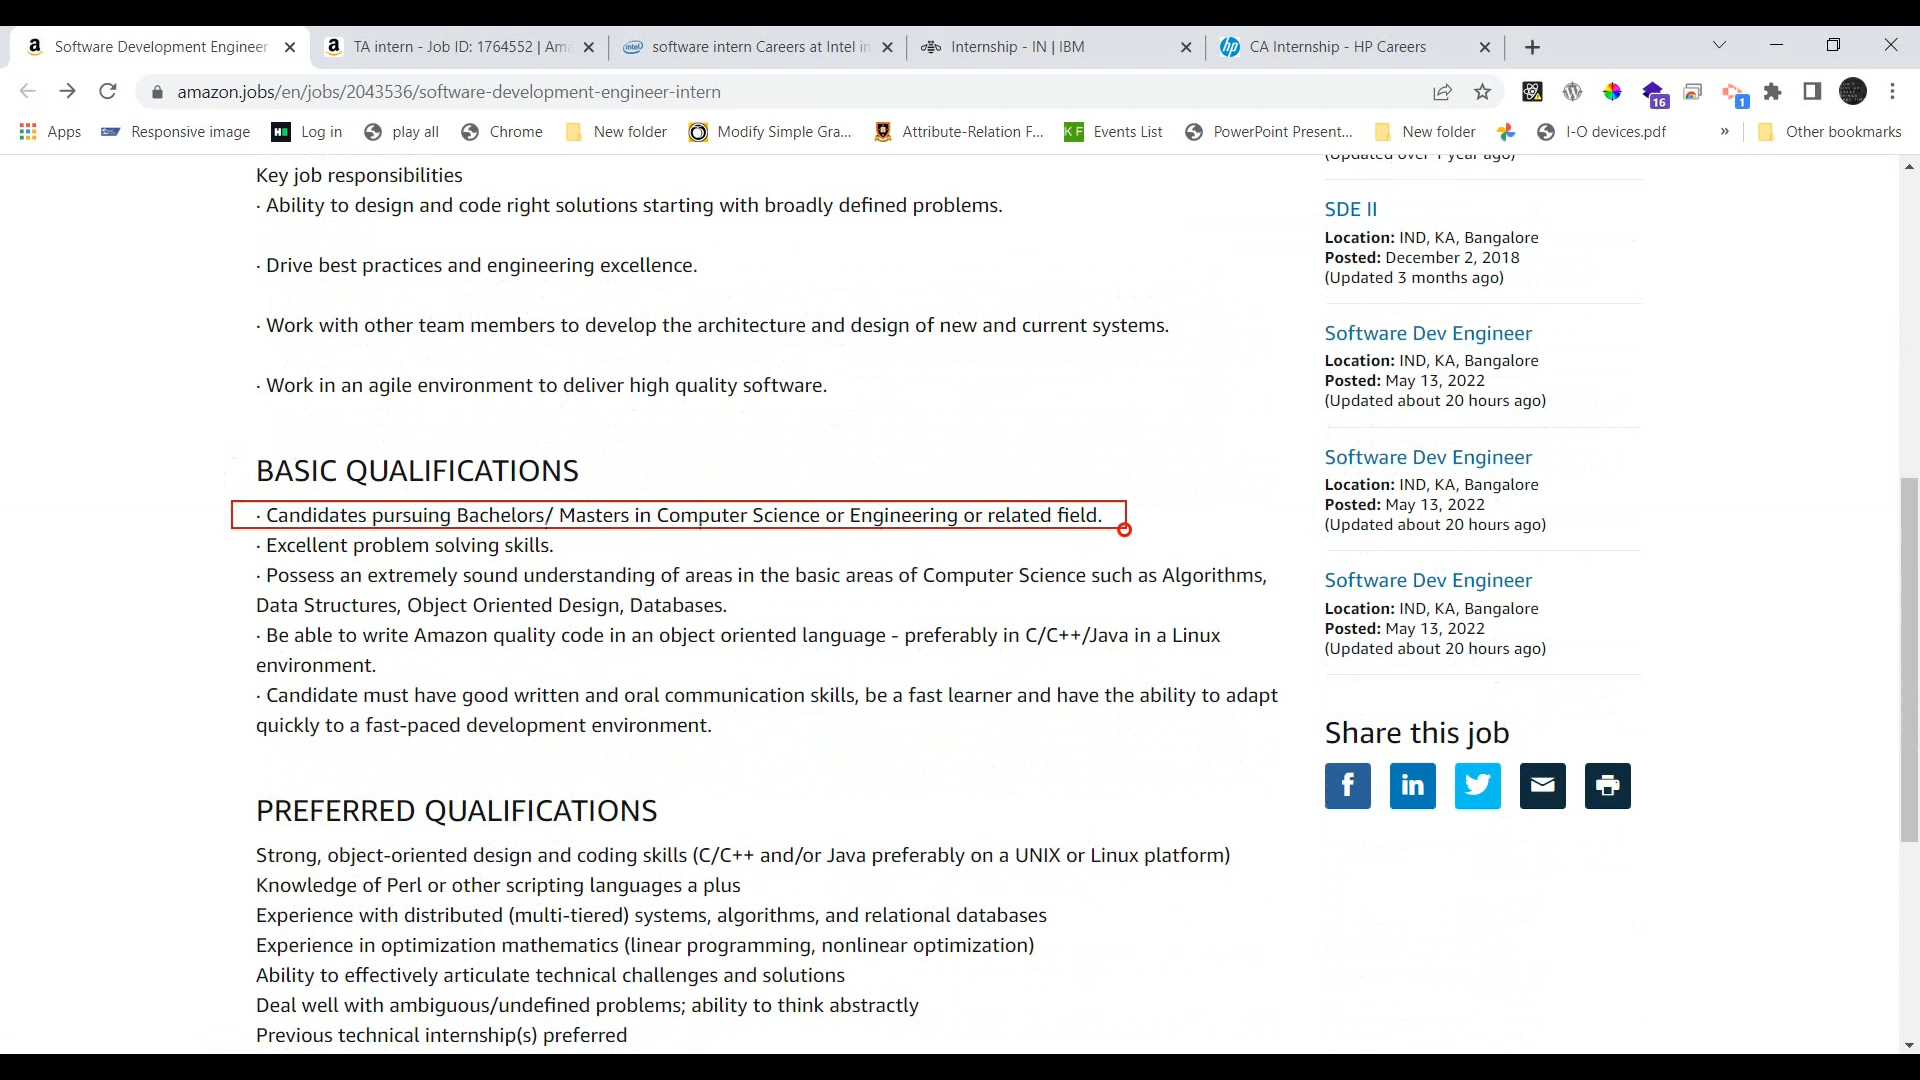 Software Development Engineer
TA intern - Job ID: 1764552 | Ama
software intern Careers at Intel in
Internship - IN | IBM
CA Internship - HP Careers
amazon.jobs/en/jobs/2043536/software-development-engineer-intern
16
1
Apps
Responsive image
Log in
play all
Chrome
New folder
Modify Simple Gra...
Attribute-Relation F...
KF Events List
PowerPoint Present...
New folder
I-O devices.pdf
»
Other bookmarks
Key job responsibilities
· Ability to design and code right solutions starting with broadly defined problems.
· Drive best practices and engineering excellence.
· Work with other team members to develop the architecture and design of new and current systems.
· Work in an agile environment to deliver high quality software.
BASIC QUALIFICATIONS
· Candidates pursuing Bachelors/ Masters in Computer Science or Engineering or related field.
· Excellent problem solving skills.
· Possess an extremely sound understanding of areas in the basic areas of Computer Science such as Algorithms,
Data Structures, Object Oriented Design, Databases.
· Be able to write Amazon quality code in an object oriented language - preferably in C/C++/Java in a Linux
environment.
· Candidate must have good written and oral communication skills, be a fast learner and have the ability to adapt
quickly to a fast-paced development environment.
PREFERRED QUALIFICATIONS
Strong, object-oriented design and coding skills (C/C++ and/or Java preferably on a UNIX or Linux platform)
Knowledge of Perl or other scripting languages a plus
Experience with distributed (multi-tiered) systems, algorithms, and relational databases
Experience in optimization mathematics (linear programming, nonlinear optimization)
Ability to effectively articulate technical challenges and solutions
Deal well with ambiguous/undefined problems; ability to think abstractly
Previous technical internship(s) preferred
(Updated over 1 year ago)
SDE II
Location: IND, KA, Bangalore
Posted: December 2, 2018
(Updated 3 months ago)
Software Dev Engineer
Location: IND, KA, Bangalore
Posted: May 13, 2022
(Updated about 20 hours ago)
Software Dev Engineer
Location: IND, KA, Bangalore
Posted: May 13, 2022
(Updated about 20 hours ago)
Software Dev Engineer
Location: IND, KA, Bangalore
Posted: May 13, 2022
(Updated about 20 hours ago)
Share this job